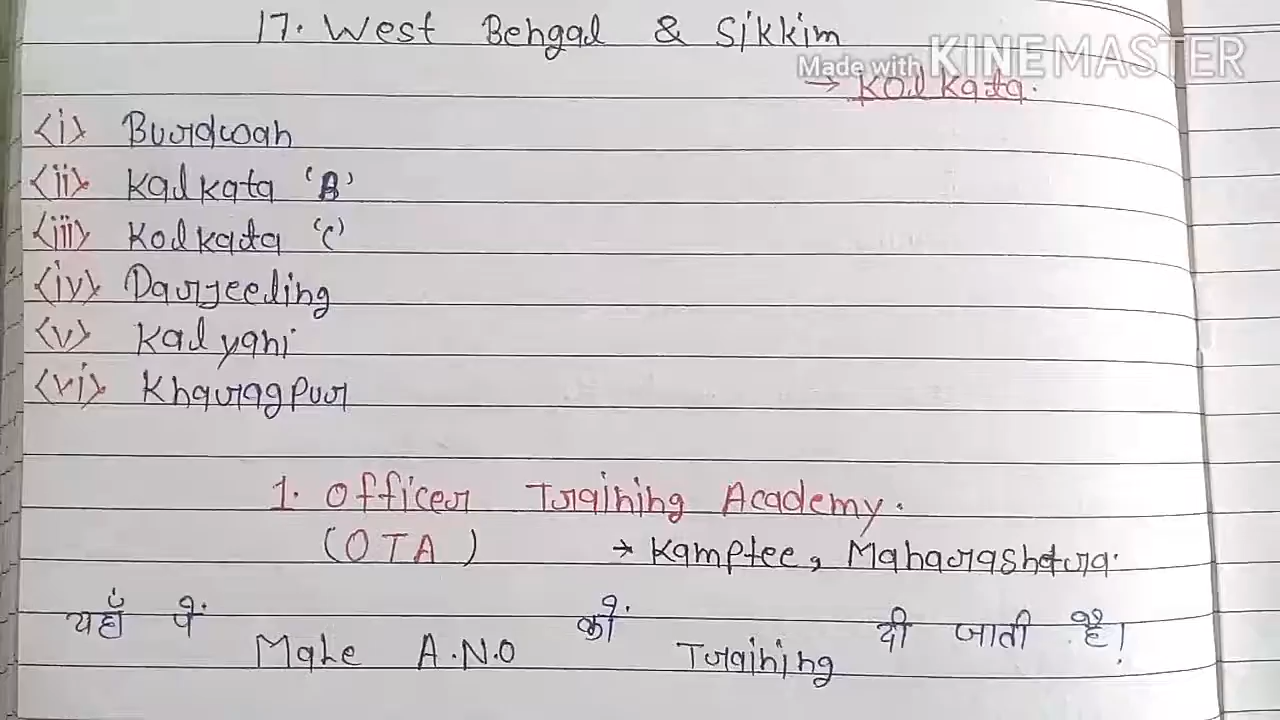 17. West Bengal & Sikkim
Made with KINEMASTER
→ Kolkata.
<i> Burdwan
<ii> Kalkata 'B'
<iii> Kolkata 'C'
<iv> Darjeeling
<v> Kalyani
<vi> Kharagpur
1. Officer Training Academy.
(OTA) → Kamptee, Maharashtra.
यहाँ पे Male A.N.O को Training दी जाती है।